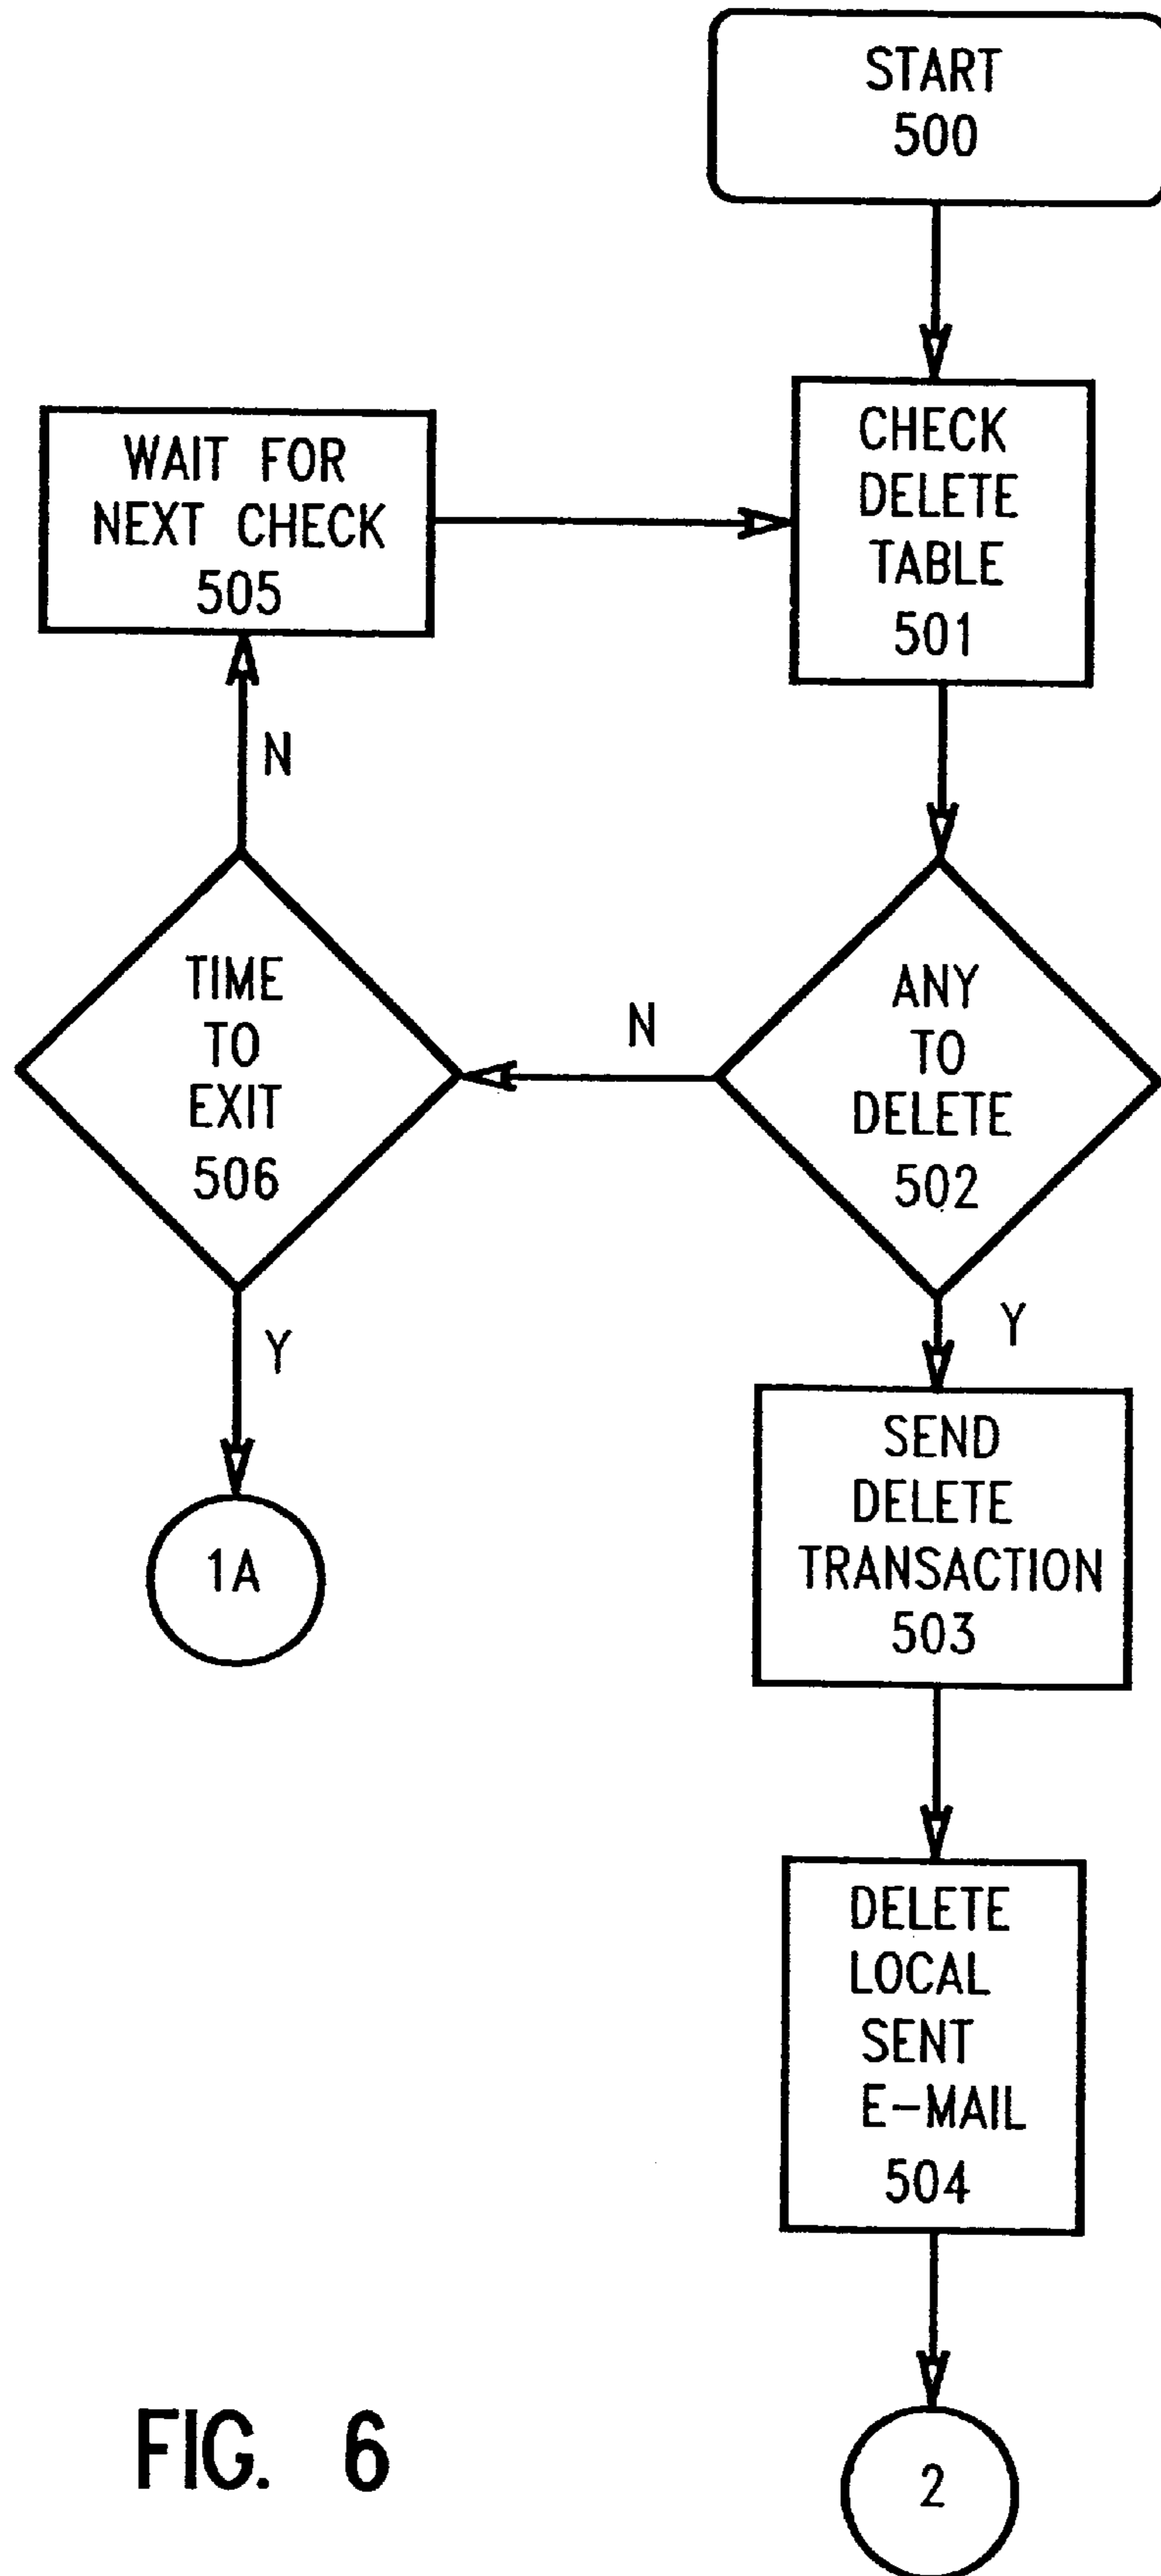 START
500
CHECK
DELETE
TABLE
501
WAIT FOR
NEXT CHECK
505
N
TIME
TO
EXIT
506
N
ANY
TO
DELETE
502
Y
Y
SEND
DELETE
TRANSACTION
503
1A
DELETE
LOCAL
SENT
E-MAIL
504
2
FIG. 6